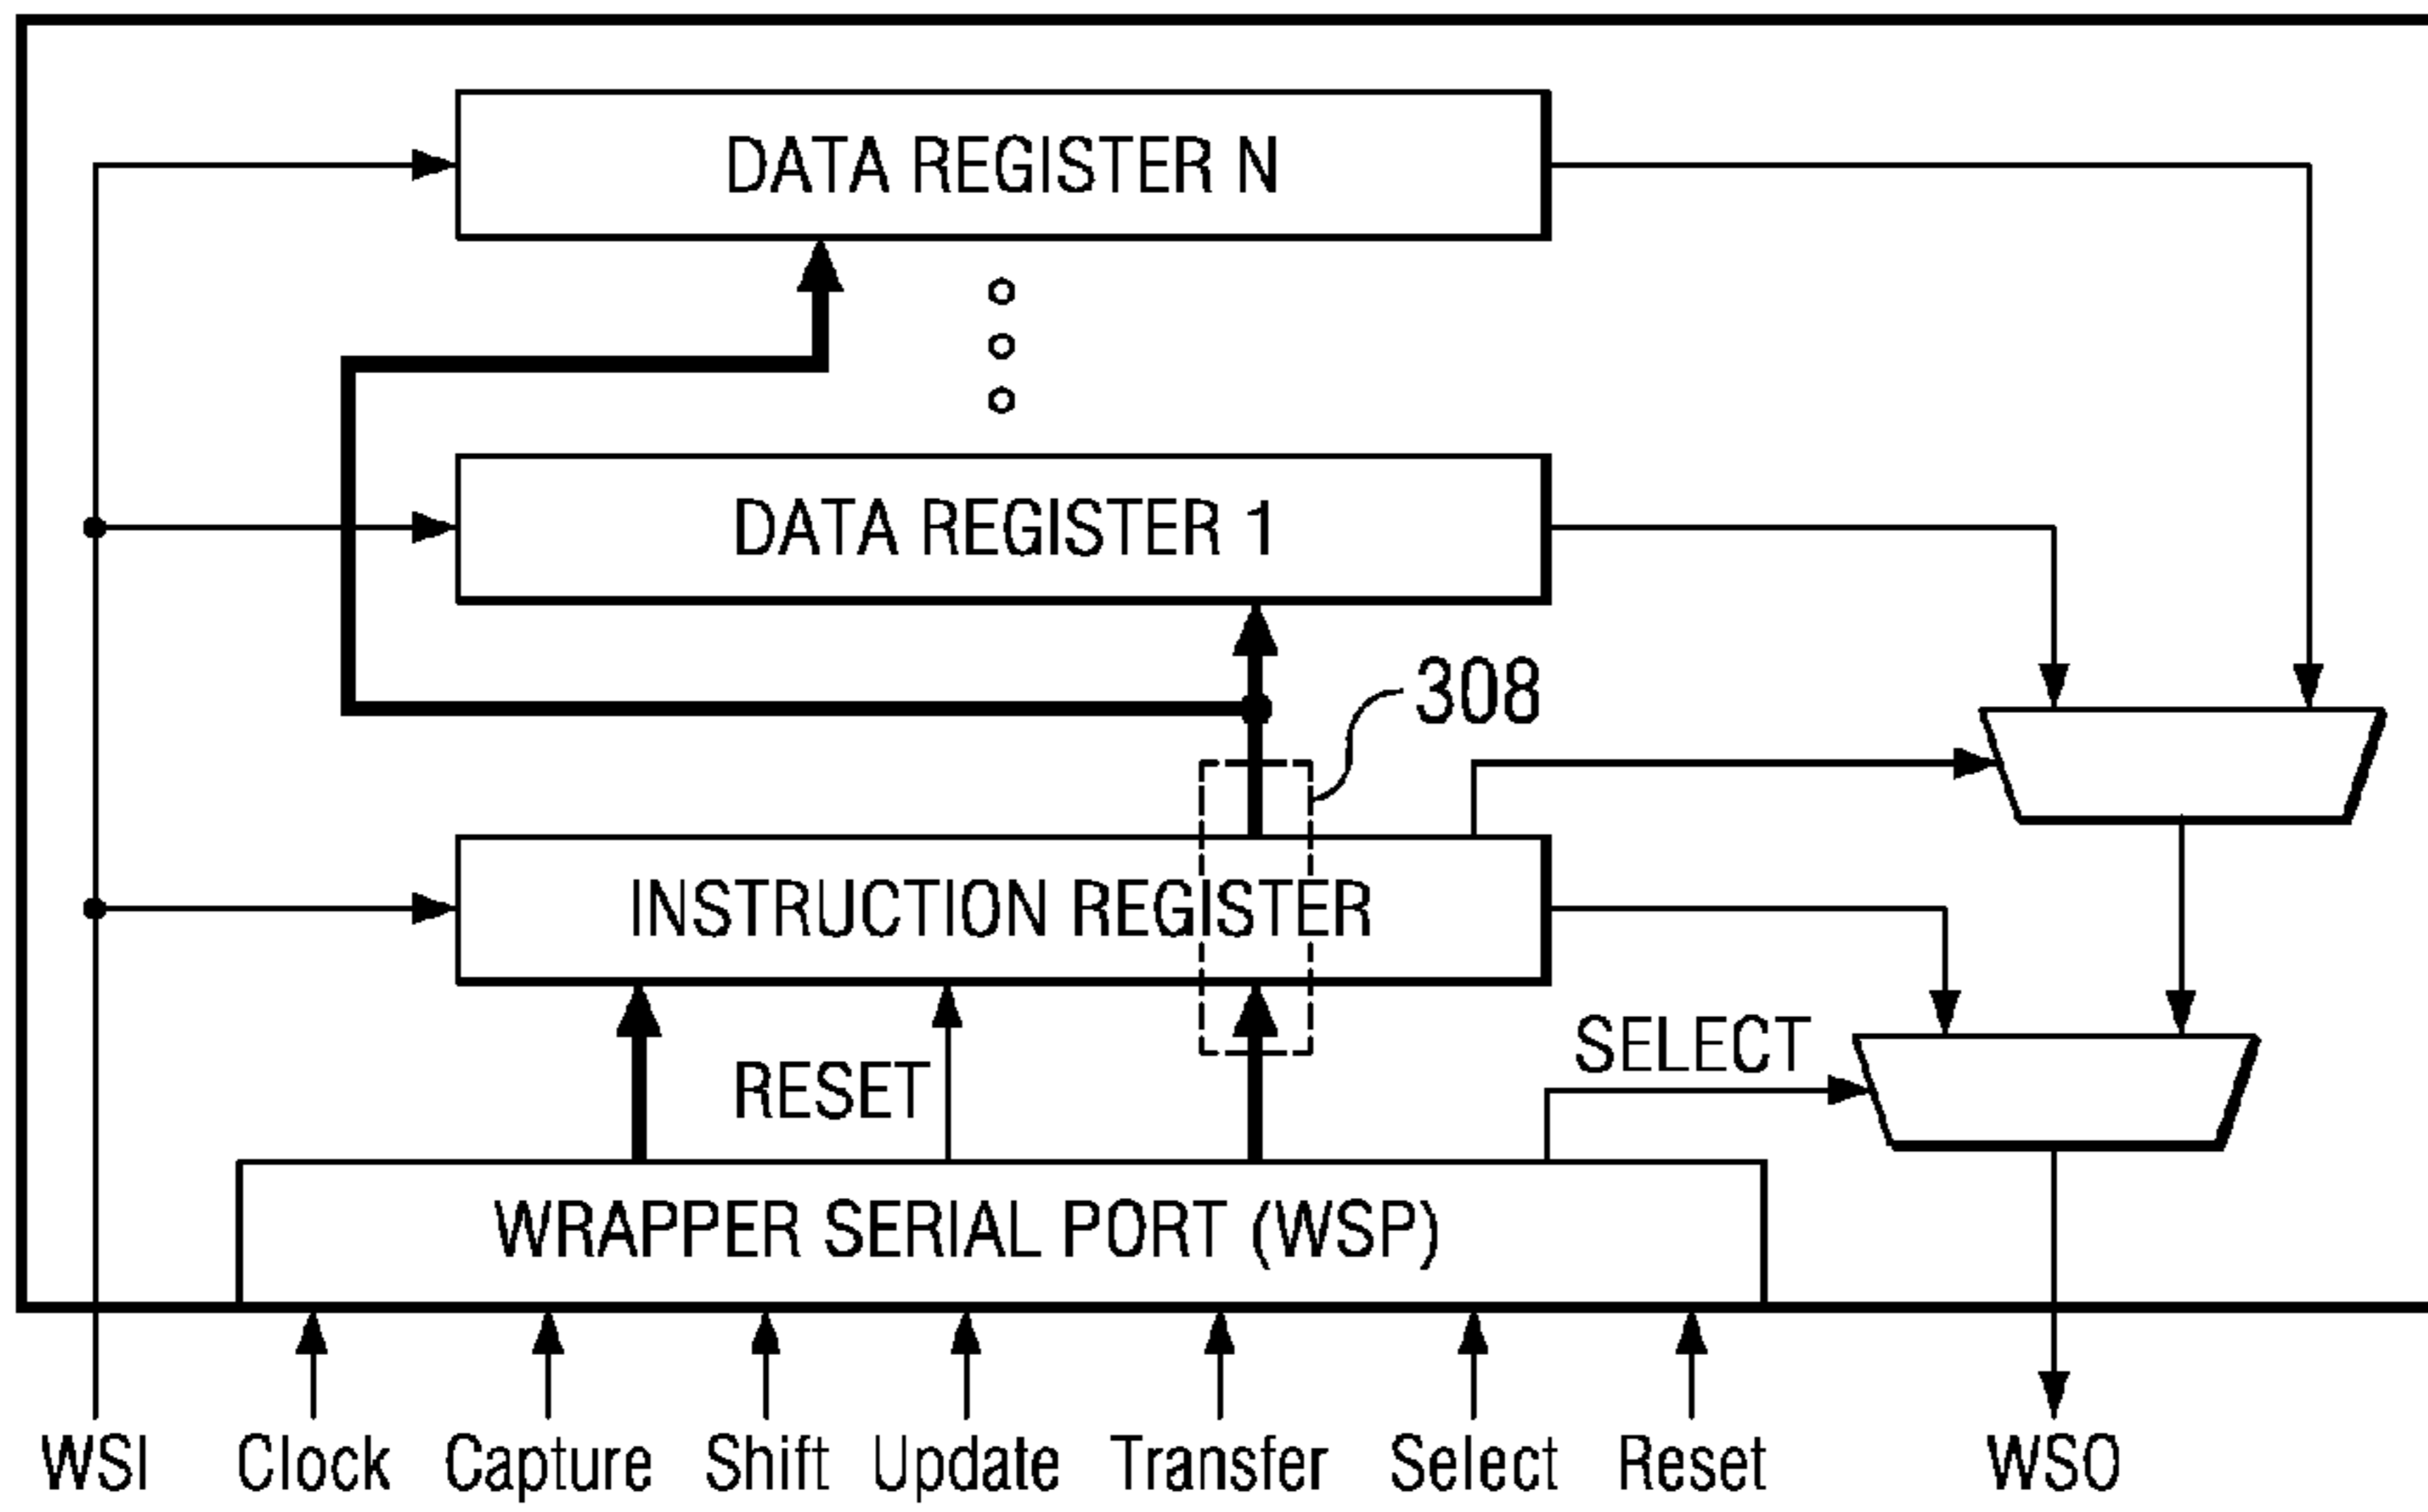 DATA REGISTER N
DATA REGISTER 1
308
INSTRUCTION REGISTER
RESET
SELECT
WRAPPER SERIAL PORT (WSP)
WSI Clock Capture Shift Update Transfer Select Reset WSO